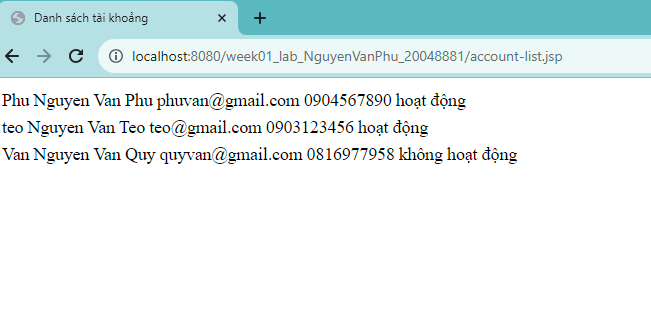 Danh sách tài khoảng
localhost:8080/week01_lab_NguyenVanPhu_20048881/account-list.jsp
Phu Nguyen Van Phu phuvan@gmail.com 0904567890 hoạt động
teo Nguyen Van Teo teo@gmail.com 0903123456 hoạt động
Van Nguyen Van Quy quyvan@gmail.com 0816977958 không hoạt động